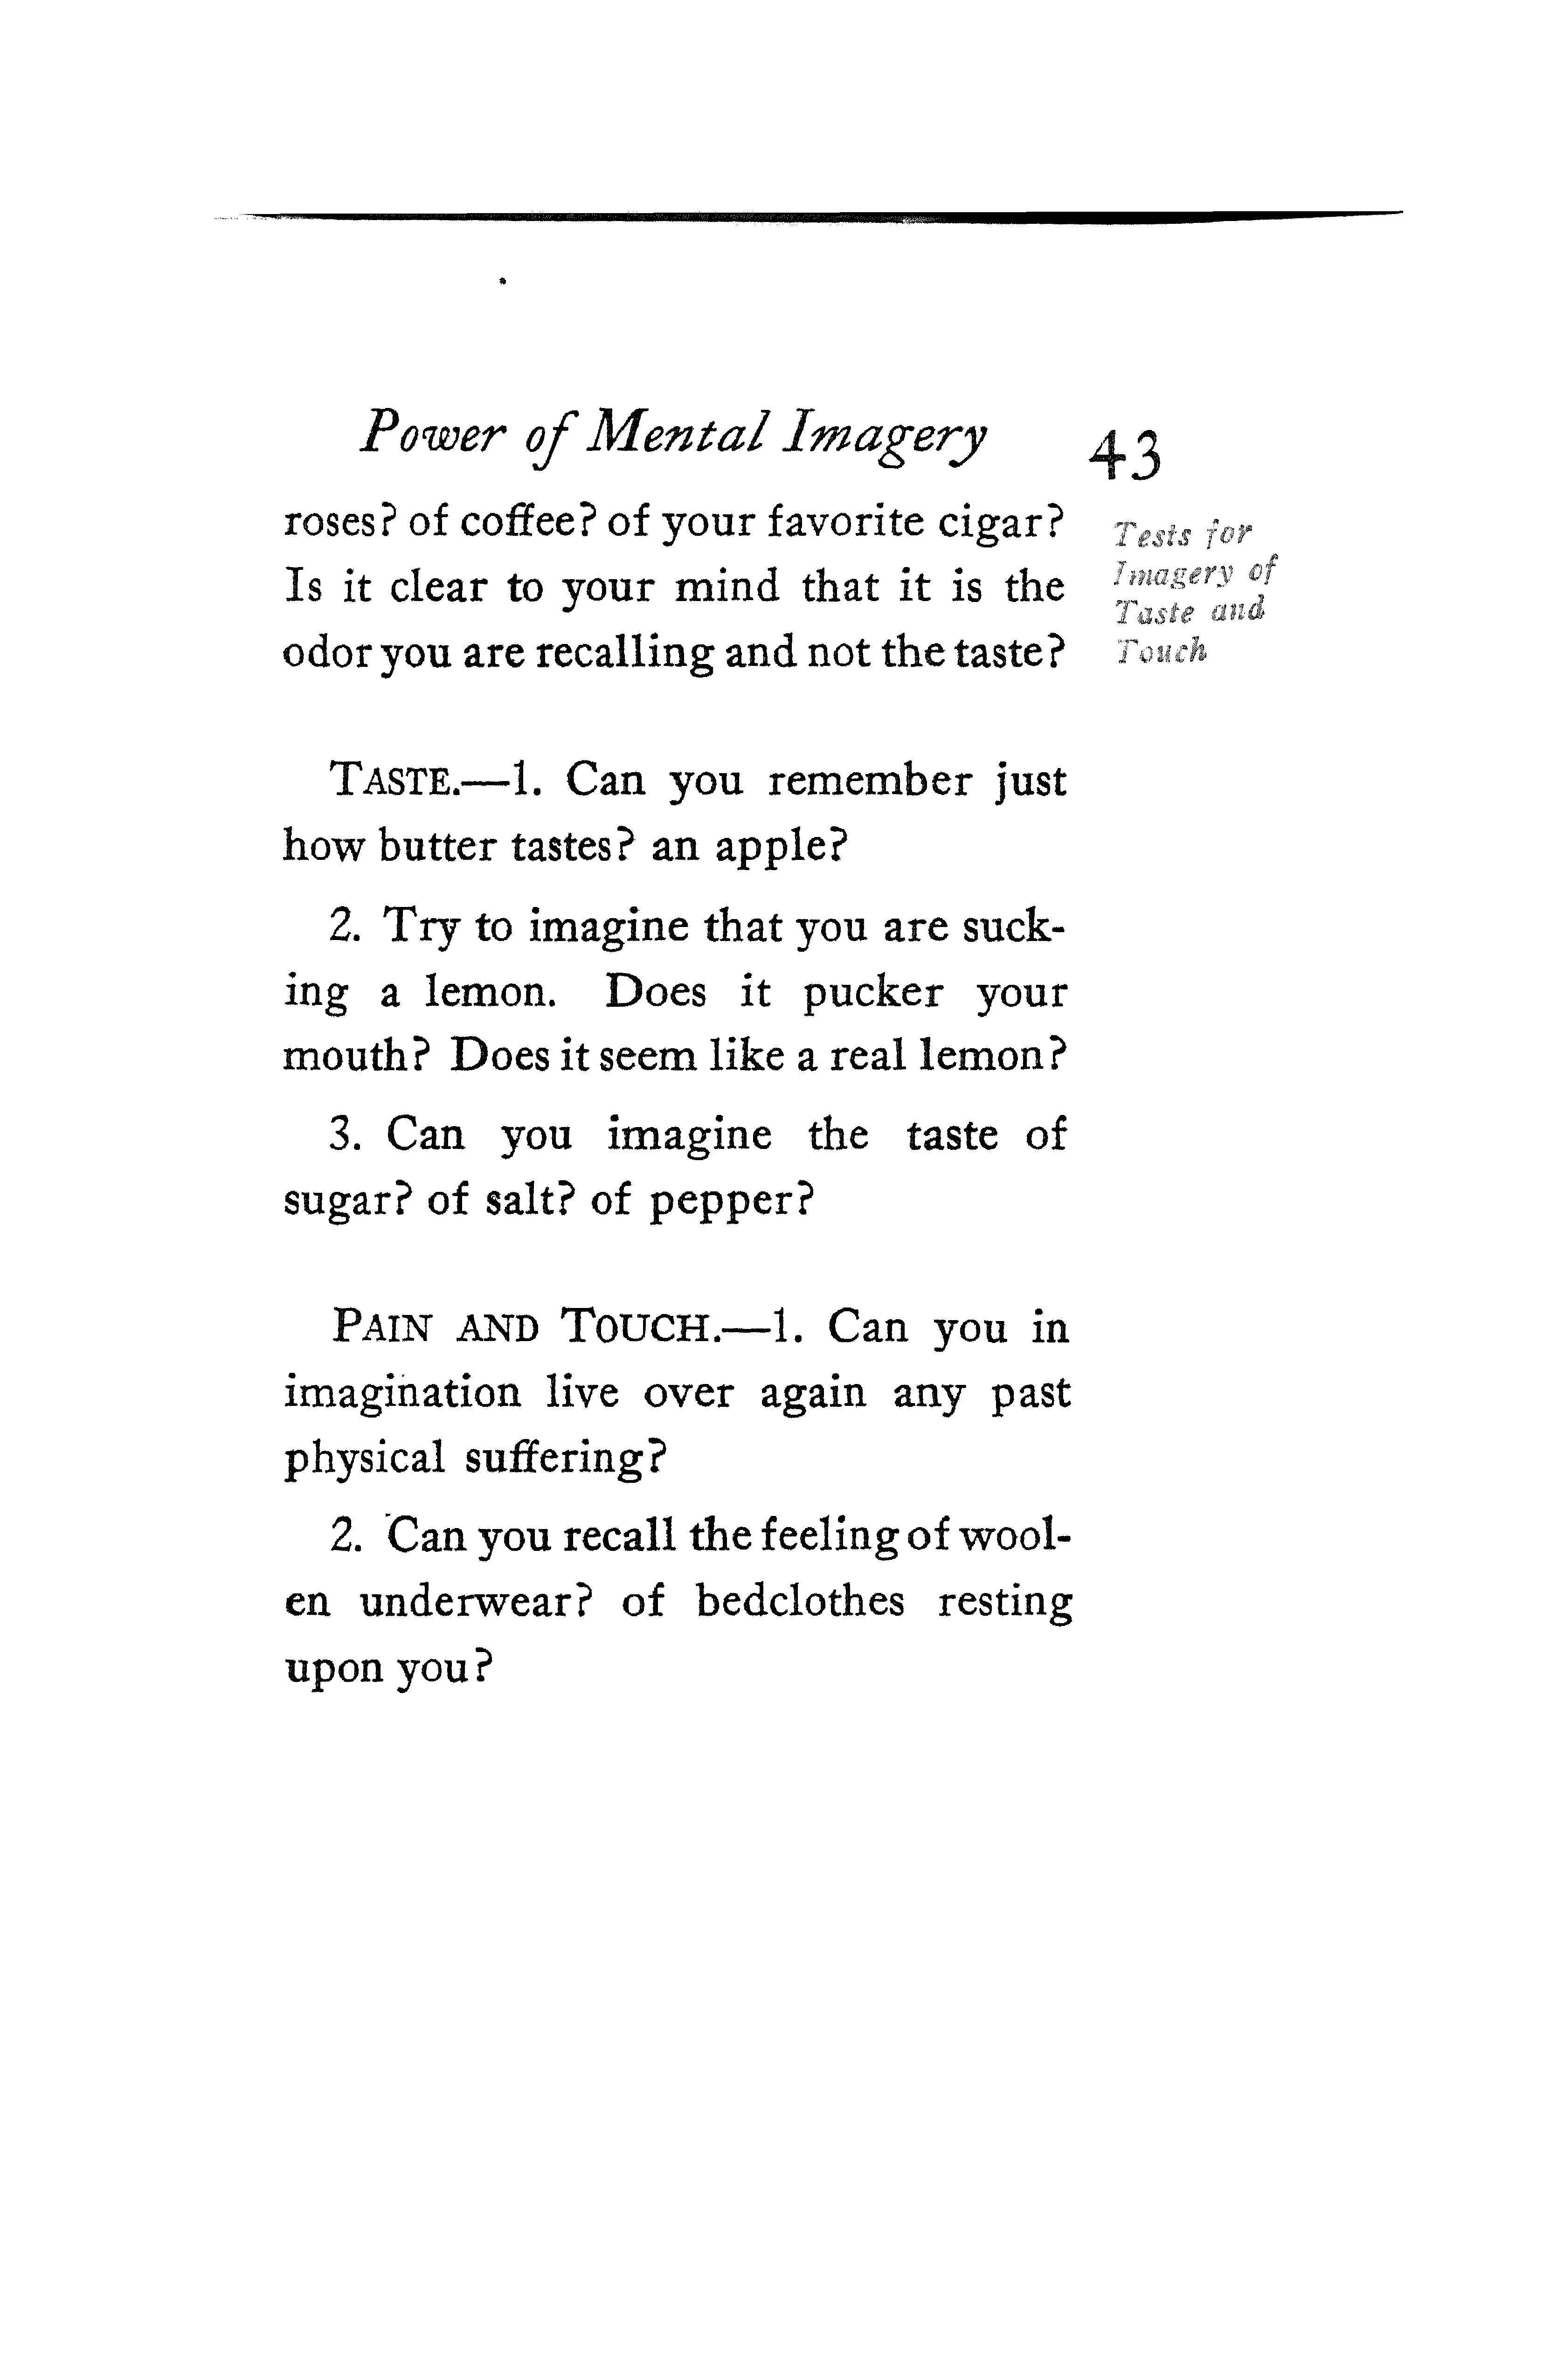 Power of Mental Imagery 43
roses? of coffee? of your favorite cigar?
Is it clear to your mind that it is the
odor you are recalling and not the taste?
Tests for
Imagery of
Taste and
Touch
TASTE.—1. Can you remember just
how butter tastes? an apple?
2. Try to imagine that you are suck-
ing a lemon. Does it pucker your
mouth? Does it seem like a real lemon?
3. Can you imagine the taste of
sugar? of salt? of pepper?
PAIN AND TOUCH.—1. Can you in
imagination live over again any past
physical suffering?
2. Can you recall the feeling of wool-
en underwear? of bedclothes resting
upon you?